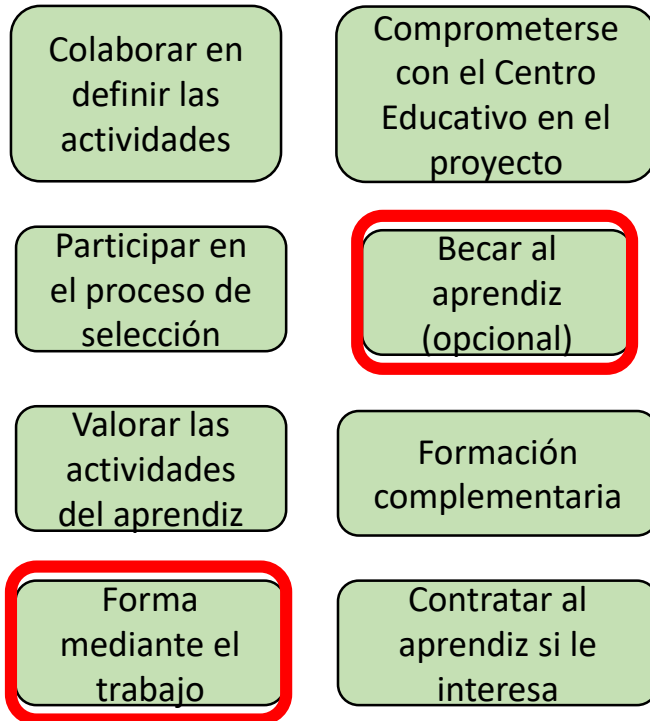 Colaborar en
definir las
actividades
Comprometerse
con el Centro
Educativo en el
proyecto
Participar en
el proceso de
selección
Becar al
aprendiz
(opcional)
Valorar las
actividades
del aprendiz
Formación
complementaria
Forma
mediante el
trabajo
Contratar al
aprendiz si le
interesa